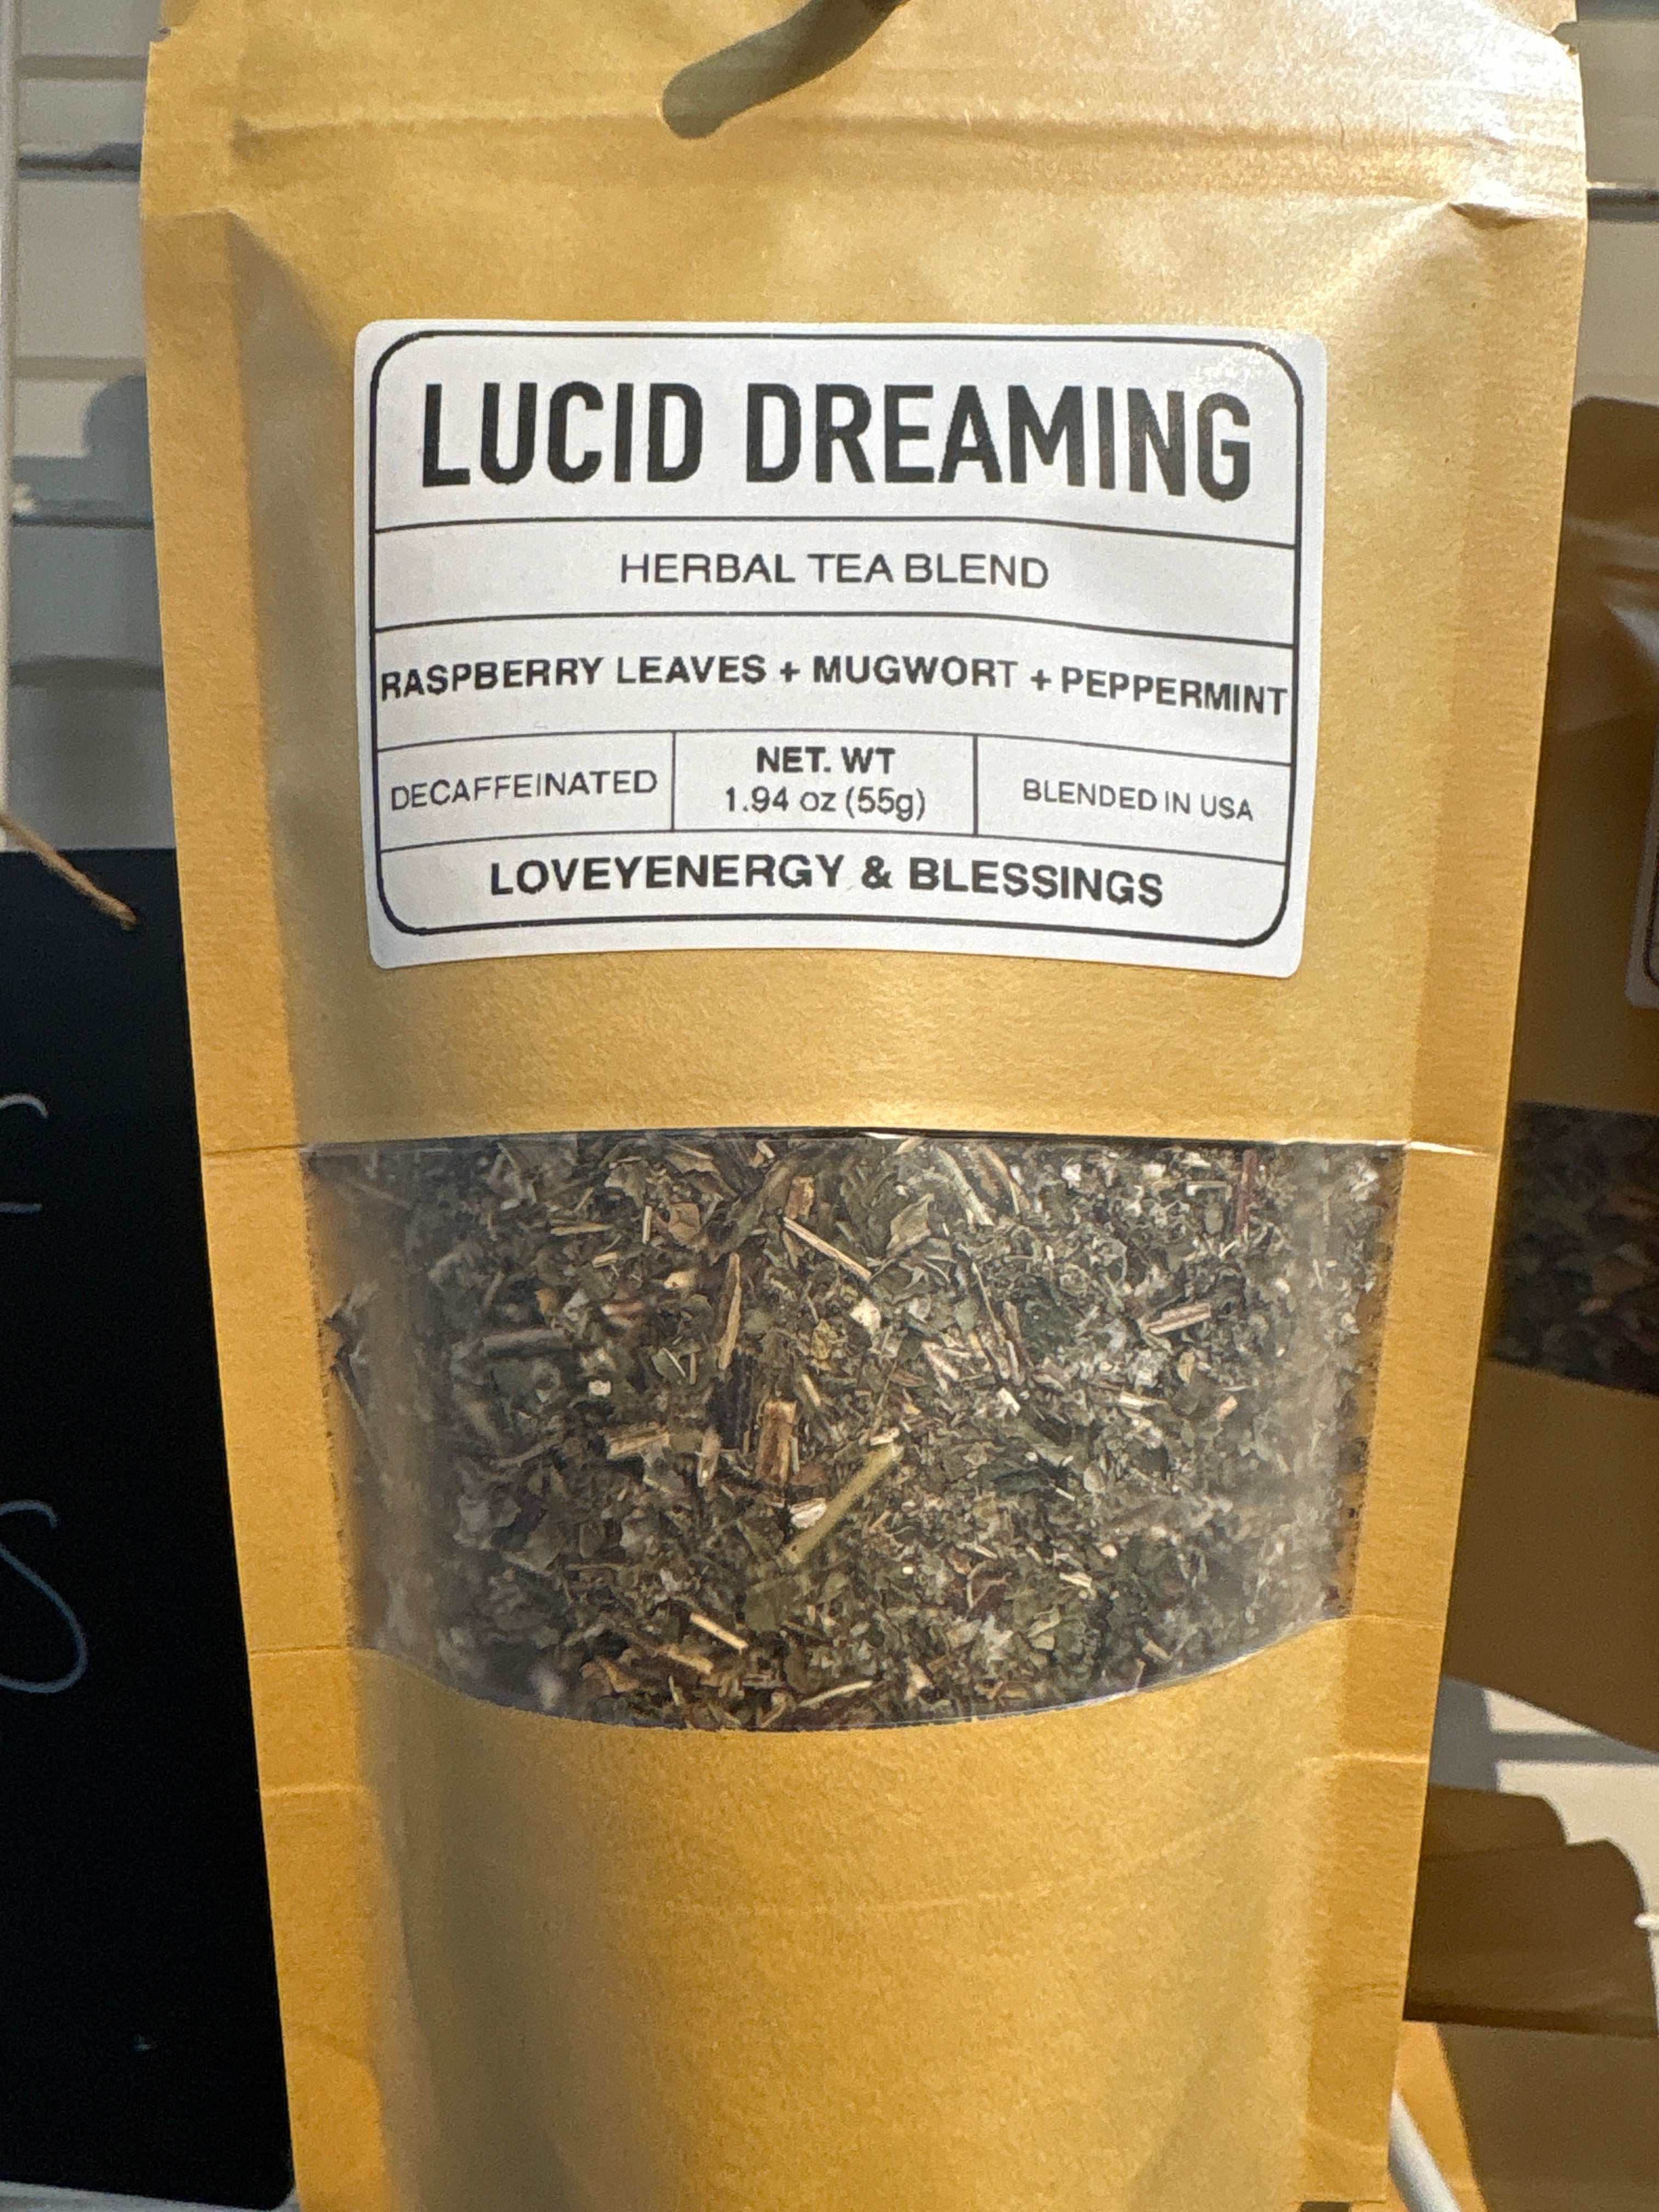 LUCID DREAMING
HERBAL TEA BLEND
RASPBERRY LEAVES + MUGWORT + PEPPERMINT
DECAFFEINATED
NET. WT
1.94 oz (55g)
BLENDED IN USA
LOVEYENERGY & BLESSINGS